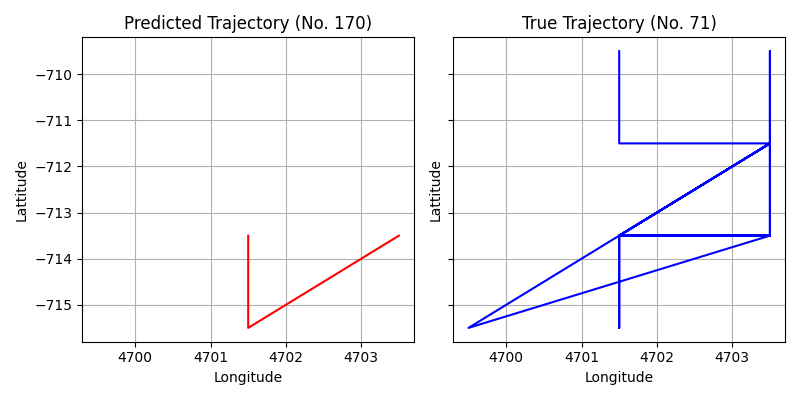 Predicted Trajectory (No. 170)
True Trajectory (No. 71)
−710
−711
−712
−713
−714
−715
Lattitude
Lattitude
4700 4701 4702 4703
4700 4701 4702 4703
Longitude
Longitude